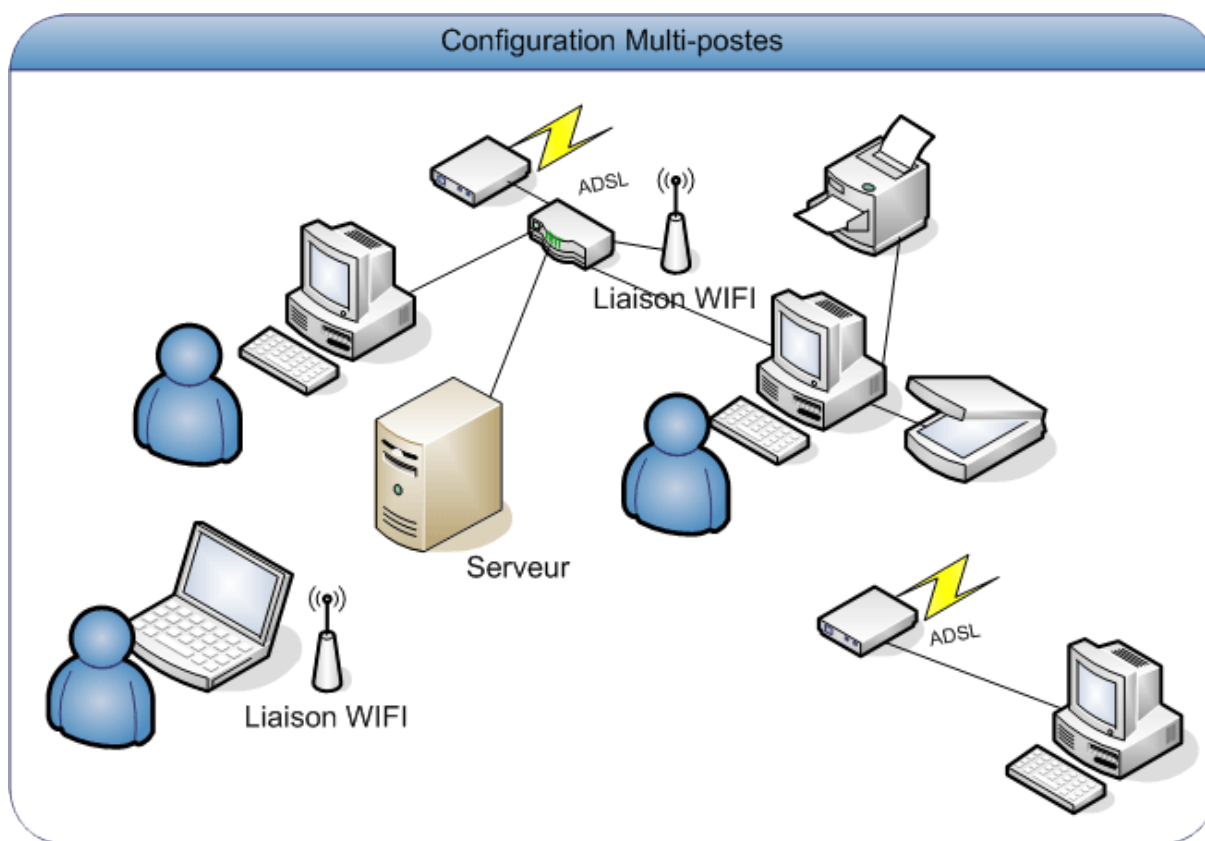 Configuration Multi-postes
ADSL
Liaison WIFI
Serveur
Liaison WIFI
ADSL